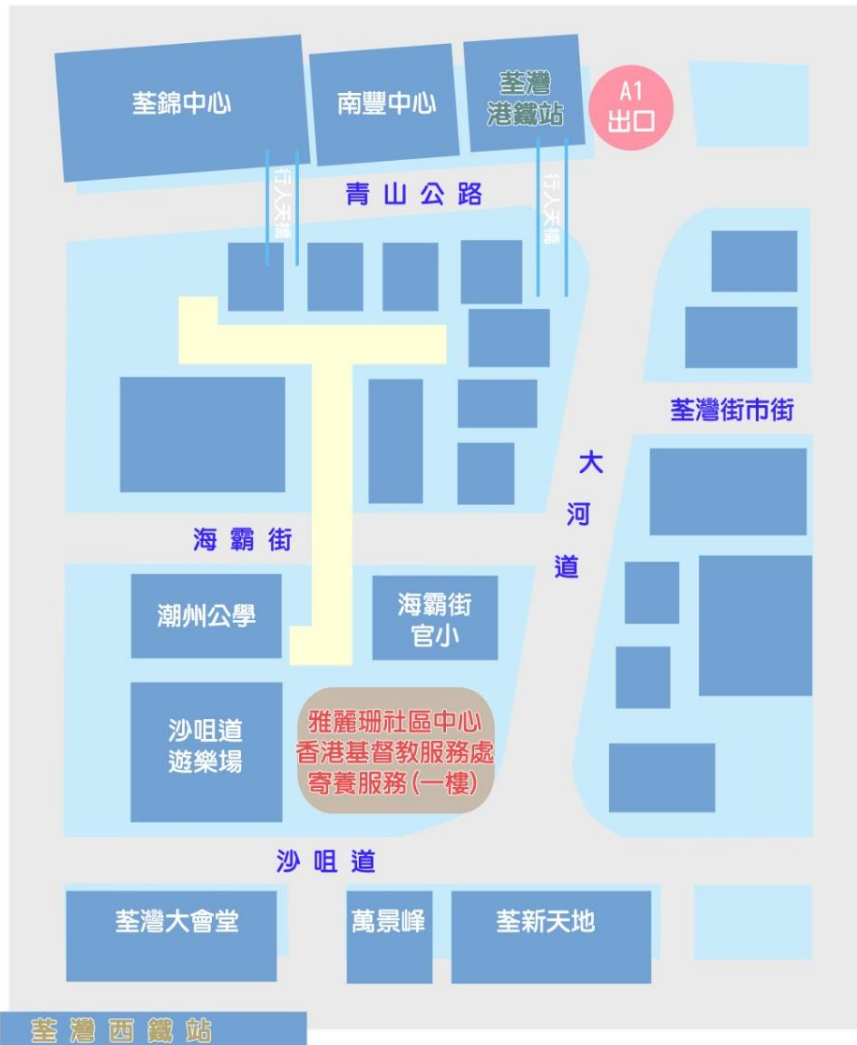 荃錦中心
南豐中心
荃灣
港鐵站
A1
出口
行人天橋
行人天橋
青山公路
荃灣街市街
大河道
海霸街
潮州公學
海霸街
官小
沙咀道
遊樂場
雅麗珊社區中心
香港基督教服務處
寄養服務(一樓)
沙咀道
荃灣大會堂
萬景峰
荃新天地
荃灣西鐵站